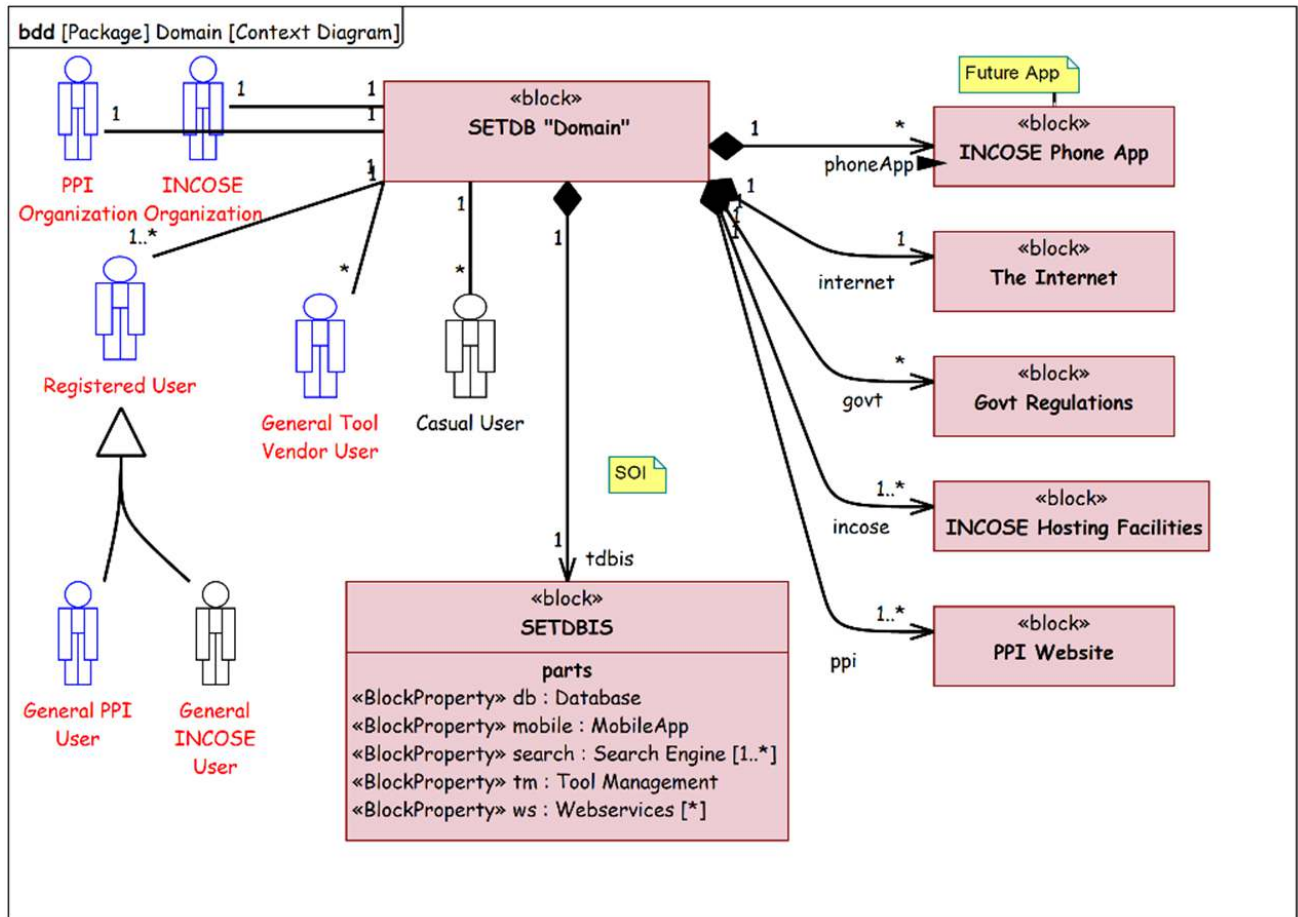 bdd [Package] Domain [Context Diagram]
PPI
Organization
INCOSE
Organization
1
1
1
1
«block»
SETDB "Domain"
1
*
phoneApp
Future App
«block»
INCOSE Phone App
1
1
1..*
Registered User
*
General Tool
Vendor User
1
*
Casual User
1
1
tdbis
SOI
1
1
internet
«block»
The Internet
1
*
govt
«block»
Govt Regulations
1
1..*
incose
«block»
INCOSE Hosting Facilities
1
1..*
ppi
«block»
PPI Website
General PPI
User
General
INCOSE
User
«block»
SETDBIS
parts
«BlockProperty» db : Database
«BlockProperty» mobile : MobileApp
«BlockProperty» search : Search Engine [1..*]
«BlockProperty» tm : Tool Management
«BlockProperty» ws : Webservices [*]